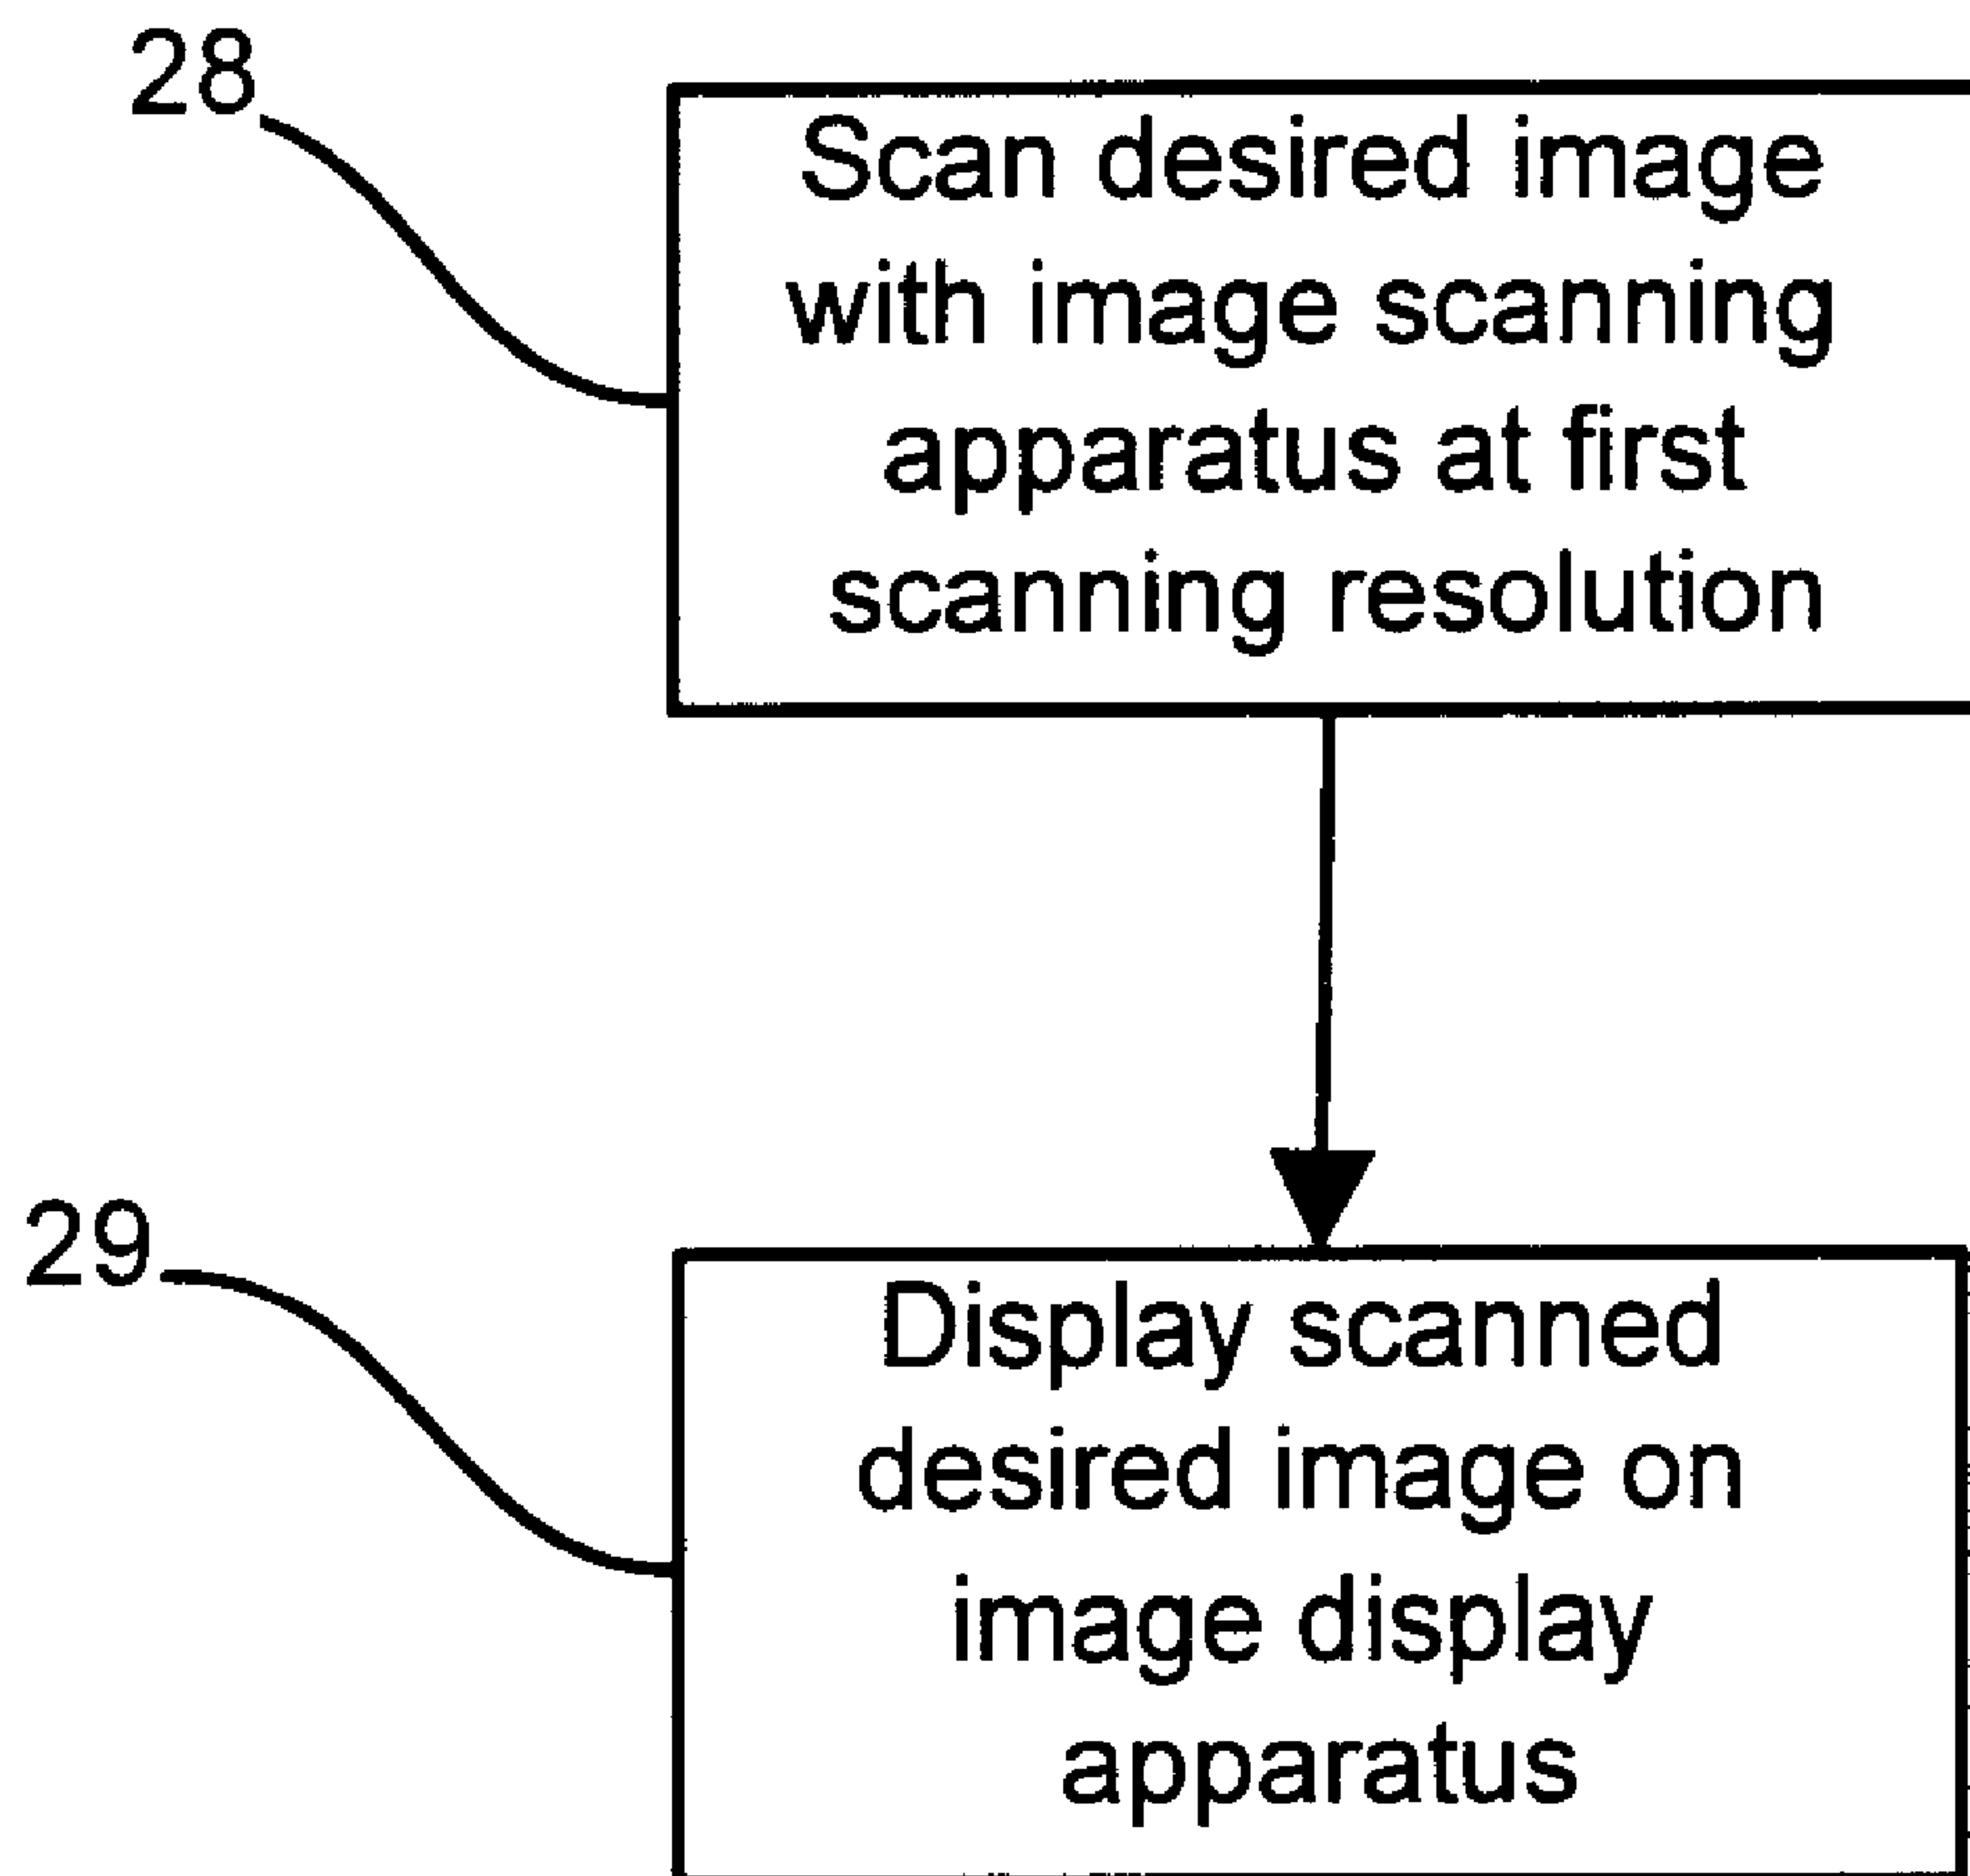 28
Scan desired image
with image scanning
apparatus at first
scanning resolution
29
Display scanned
desired image on
image display
apparatus